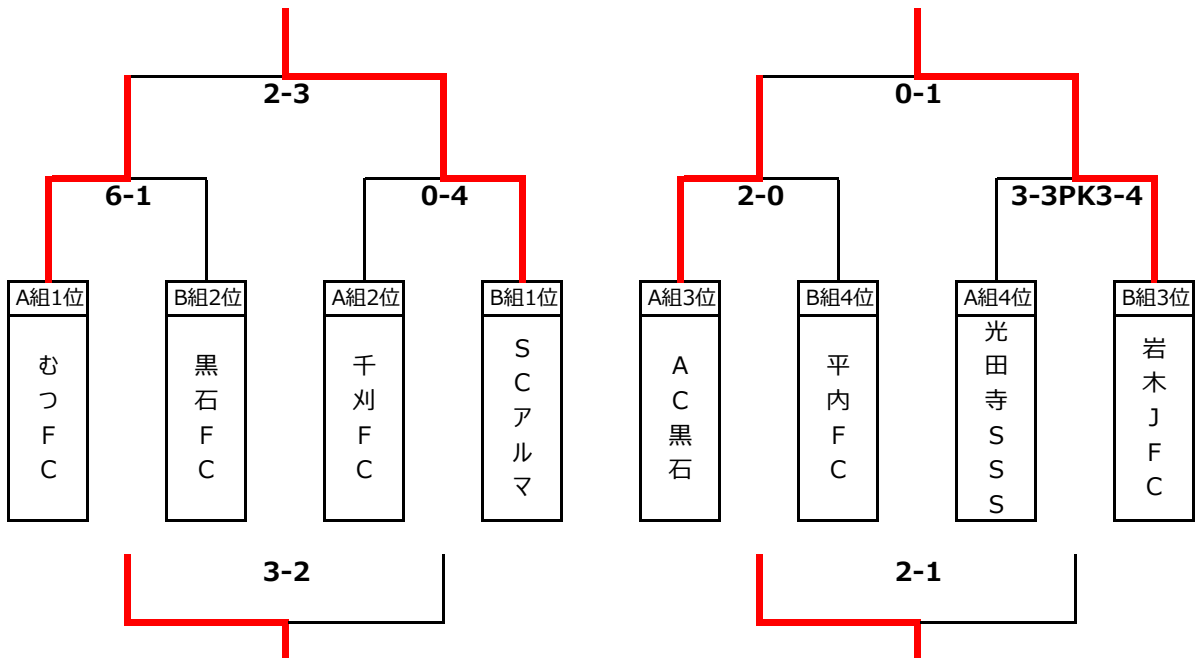 2-3
0-1
6-1
0-4
2-0
3-3PK3-4
A組1位
B組2位
A組2位
B組1位
A組3位
B組4位
A組4位
B組3位
むつFC
黒石FC
千刈FC
SCアルマ
AC黒石
平内FC
光田寺SSS
岩木JFC
3-2
2-1